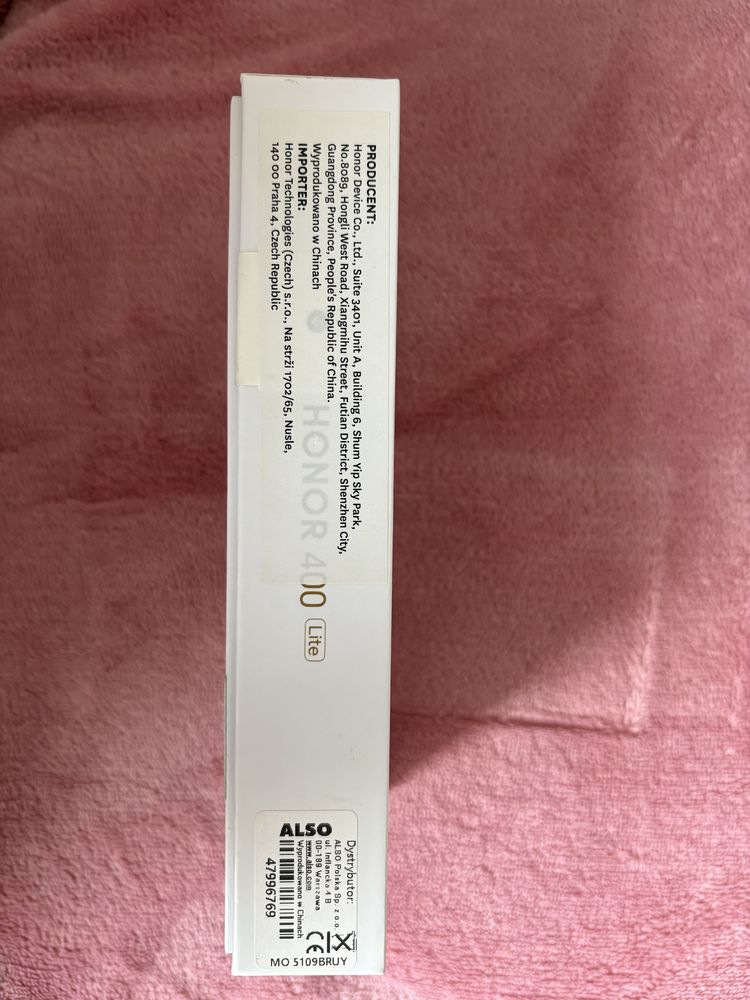 PRODUCENT:
Honor Device Co., Ltd., Suite 3401, Unit A, Building 6, Shum Yip Sky Park,
No.8089, Hongli West Road, Xiangmihu Street, Futian District, Shenzhen City,
Guangdong Province, People's Republic of China.
Wyprodukowano w Chinach
IMPORTER:
Honor Technologies (Czech) s.r.o., Na strži 1702/65, Nusle,
140 00 Praha 4, Czech Republic
HONOR 400 Lite
ALSO
Dystrybutor:
ALSO Polska Sp. z o.o.
ul. Inflancka 4 B
00-189 Warszawa
www.also.com
Wyprodukowano w Chinach
47996769
CE
MO 5109BRUY